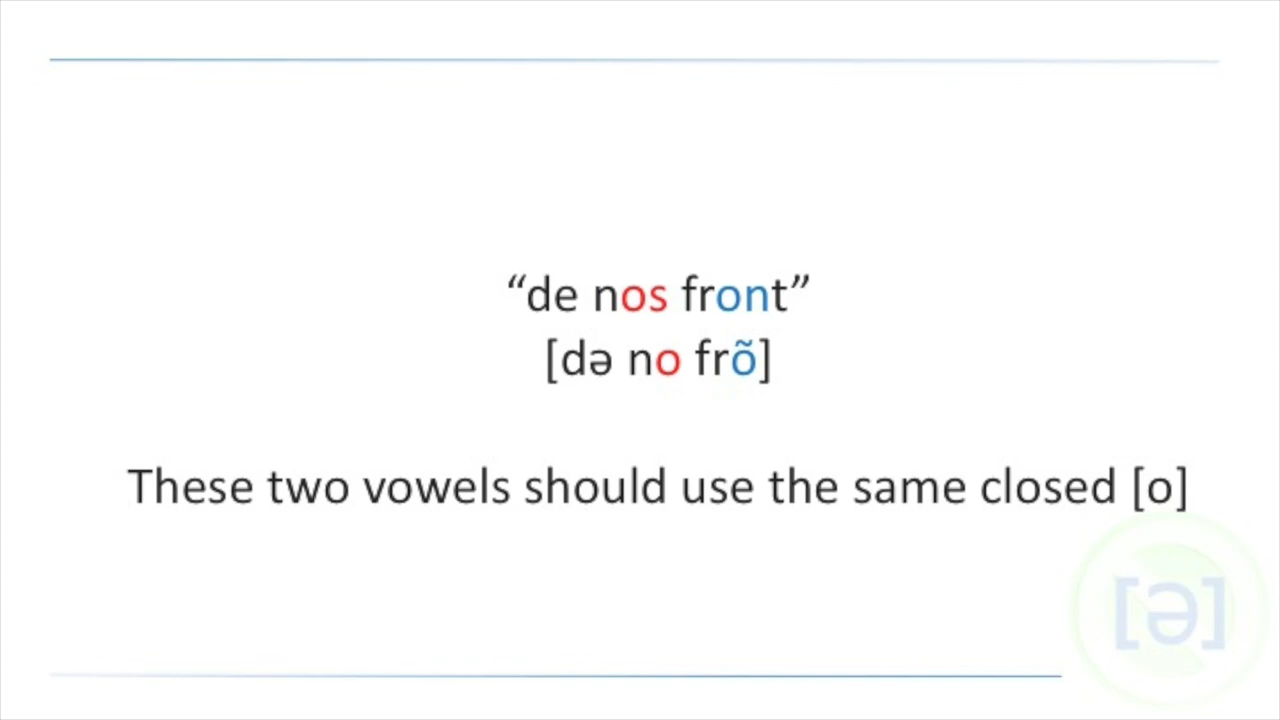 “de nos front”
[də no frõ]
These two vowels should use the same closed [o]
[ə]